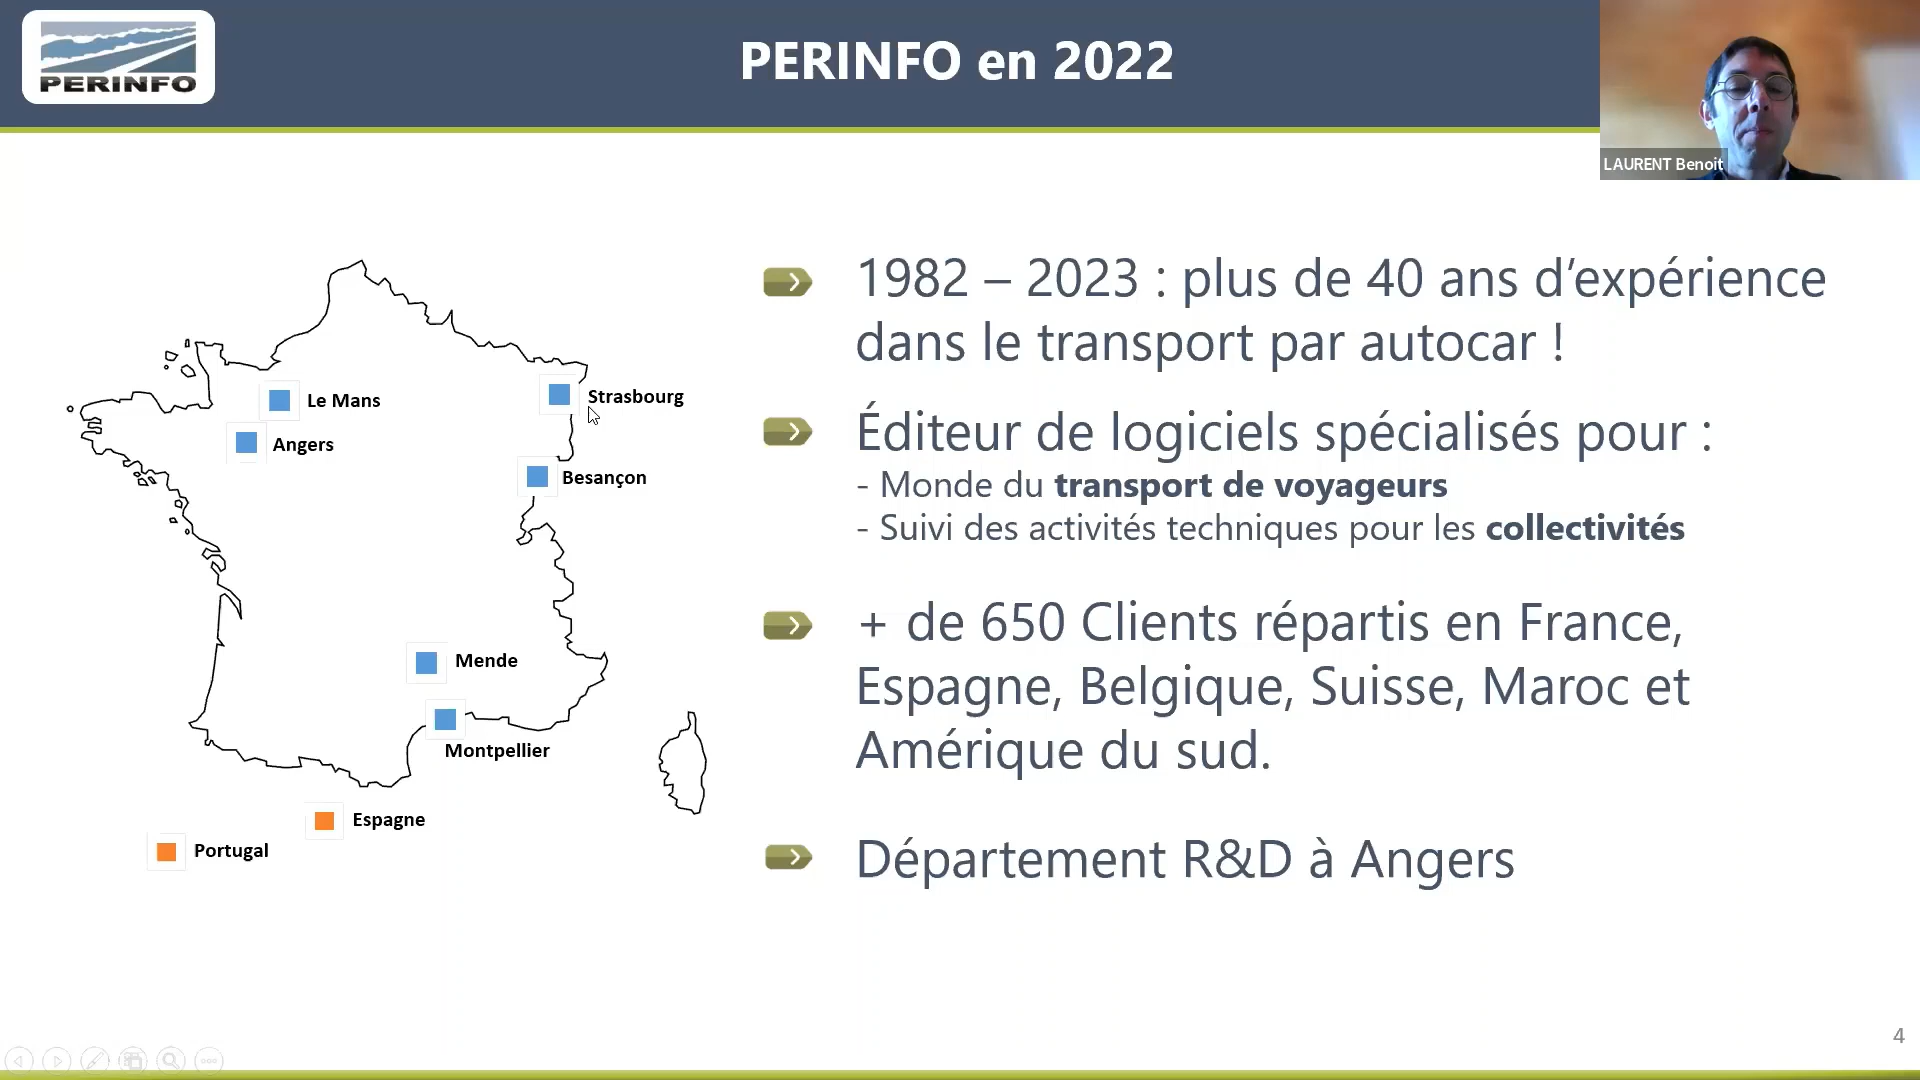 PERINFO
PERINFO en 2022
LAURENT Benoit
Le Mans
Angers
Strasbourg
Besançon
Mende
Montpellier
Espagne
Portugal
1982 – 2023 : plus de 40 ans d’expérience
dans le transport par autocar !
Éditeur de logiciels spécialisés pour :
- Monde du transport de voyageurs
- Suivi des activités techniques pour les collectivités
+ de 650 Clients répartis en France,
Espagne, Belgique, Suisse, Maroc et
Amérique du sud.
Département R&D à Angers
4